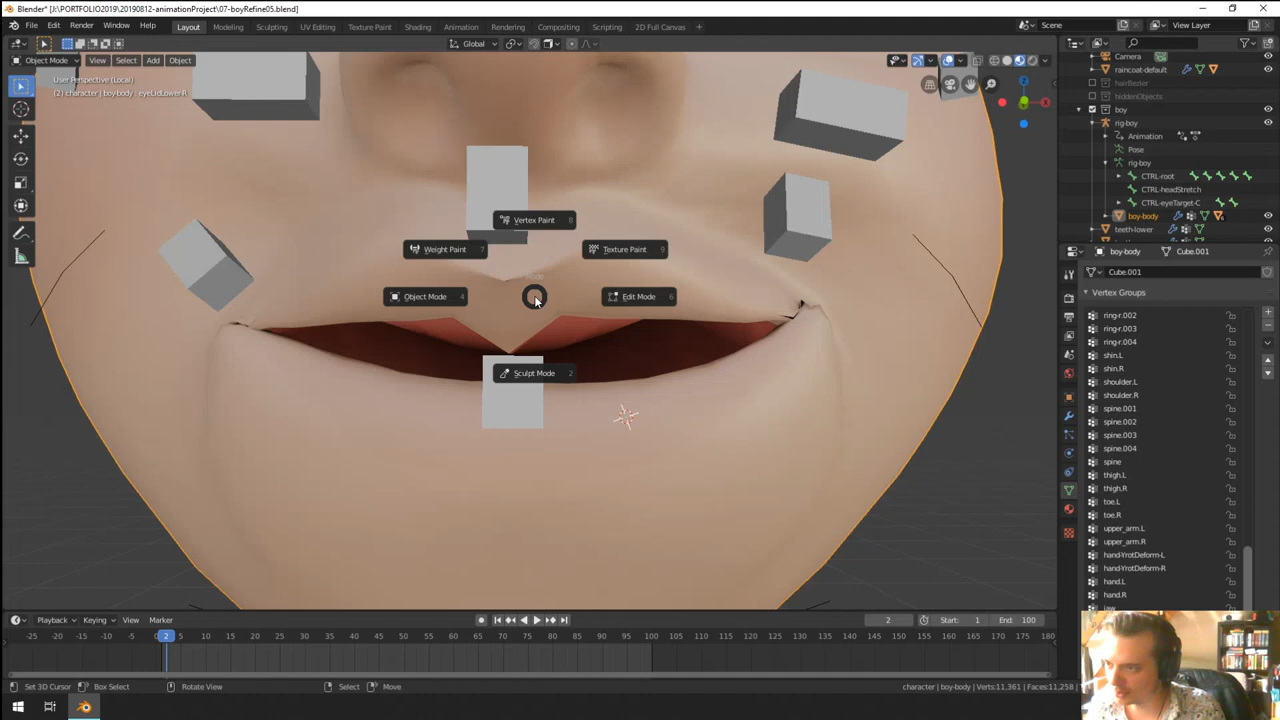 Blender* [J:\PORTFOLIO2019\20190812-animationProject\07-boyRefine05.blend]
File Edit Render Window Help
Layout Modeling Sculpting UV Editing Texture Paint Shading Animation Rendering Compositing Scripting 2D Full Canvas
Scene
View Layer
Object Mode View Select Add Object
Global
User Perspective (Local)
(2) character | boy-body : eyeLidLower-R
Z
X
Vertex Paint 8
Weight Paint 7
Texture Paint 9
Mode
Object Mode 4
Edit Mode 6
Sculpt Mode 2
Camera
raincoat-default
hairBezier
hiddenObjects
boy
rig-boy
Animation
Pose
rig-boy
CTRL-root
CTRL-headStretch
CTRL-eyeTarget-C
boy-body
teeth-lower
boy-body Cube.001
Cube.001
Vertex Groups
ring-r.002
ring-r.003
ring-r.004
shin.L
shin.R
shoulder.L
shoulder.R
spine.001
spine.002
spine.003
spine.004
spine
thigh.L
thigh.R
toe.L
toe.R
upper_arm.L
upper_arm.R
hand-YrotDeform-L
hand-YrotDeform-R
hand.L
hand.R
jaw
Playback Keying View Marker
2 Start: 1 End: 100
-25 -20 -15 -10 -5 2 5 10 15 20 25 30 35 40 45 50 55 60 65 70 75 80 85 90 95 100 105 110 115 120 125 130 135 140 145 150 155 160 165 170 175 180
Set 3D Cursor Box Select Rotate View Select Move
character | boy-body | Verts:11,361 | Faces:11,258